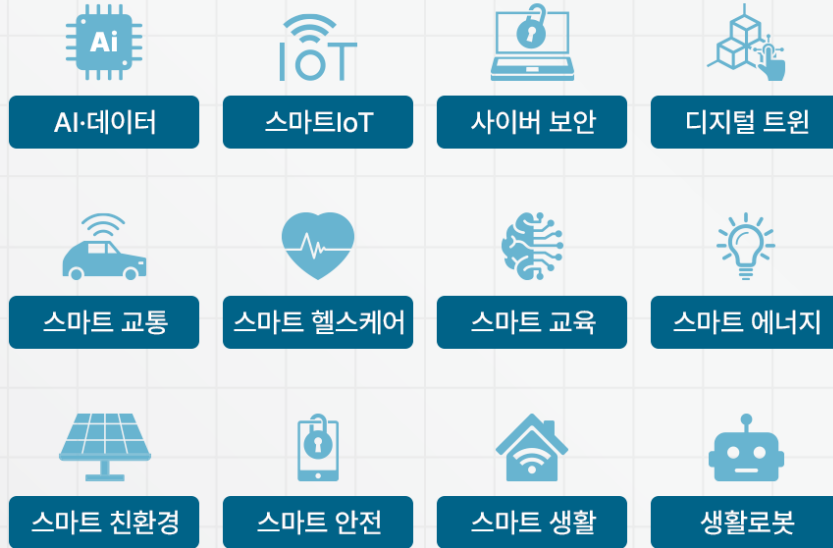 Ai
IoT
AI·데이터
스마트IoT
사이버 보안
디지털 트윈
스마트 교통
스마트 헬스케어
스마트 교육
스마트 에너지
스마트 친환경
스마트 안전
스마트 생활
생활로봇